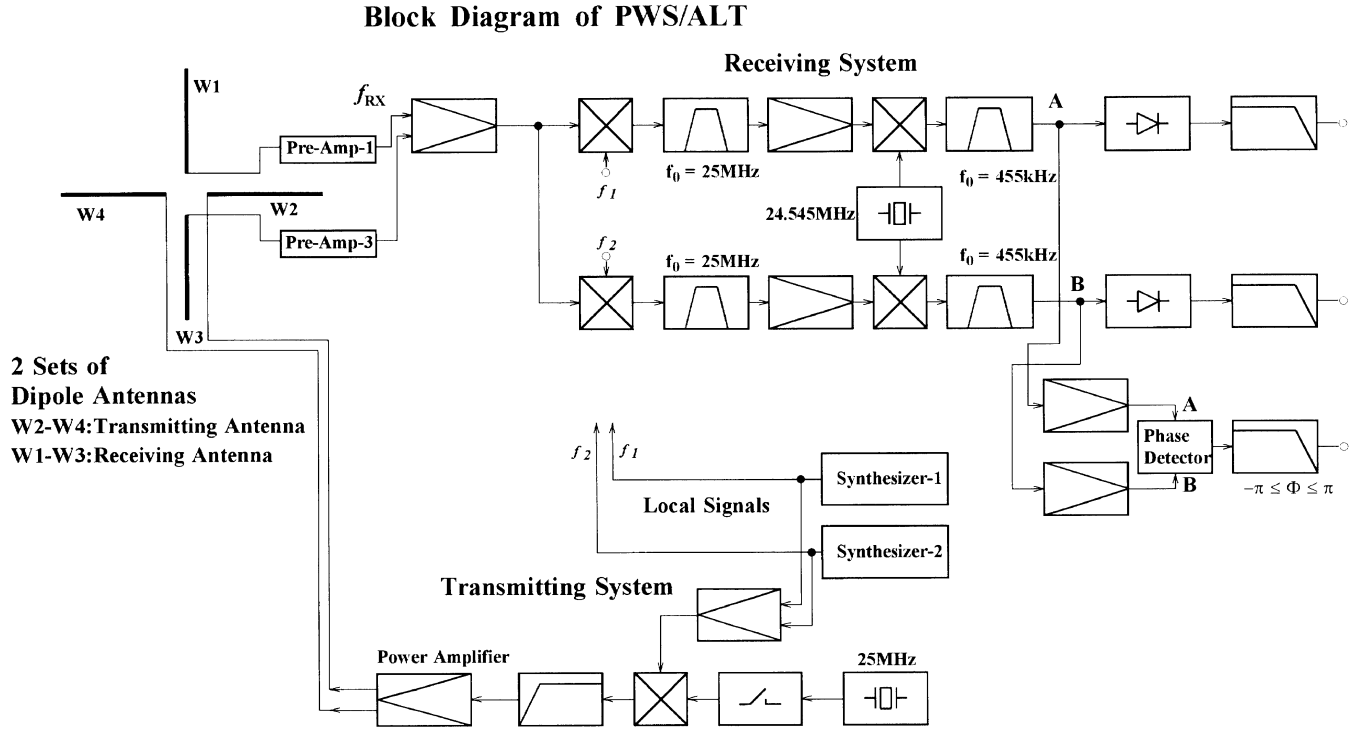 Block Diagram of PWS/ALT
Receiving System
W1
fRX
A
Pre-Amp-1
f0 = 25MHz
f0 = 455kHz
f1
W4
W2
24.545MHz
Pre-Amp-3
f2
f0 = 25MHz
f0 = 455kHz
B
W3
2 Sets of
Dipole Antennas
W2-W4:Transmitting Antenna
W1-W3:Receiving Antenna
A
Phase
Detector
B
−π ≤ Φ ≤ π
f2
f1
Synthesizer-1
Local Signals
Synthesizer-2
Transmitting System
Power Amplifier
25MHz